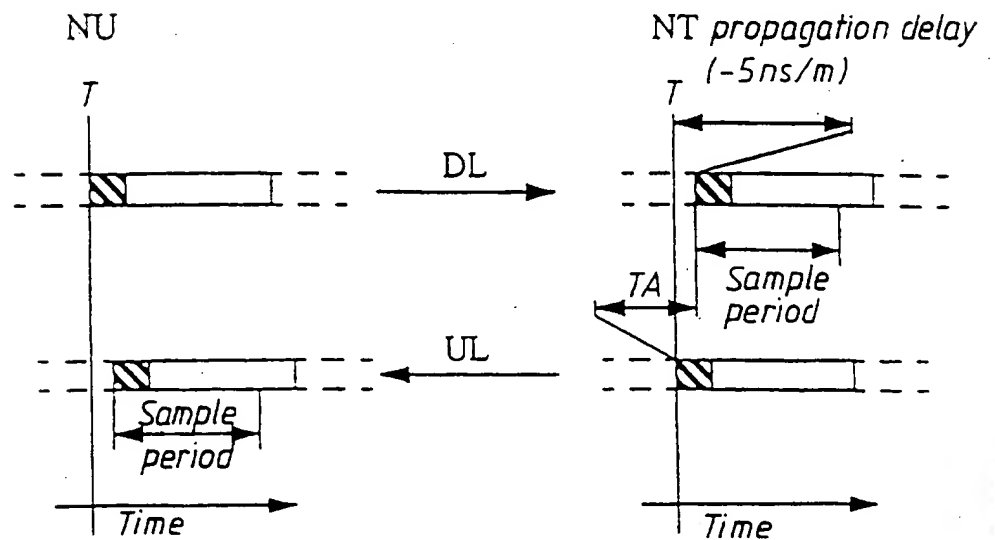 NU
NT propagation delay
(-5ns/m)
T
T
DL
Sample
period
TA
UL
Sample
period
Time
Time